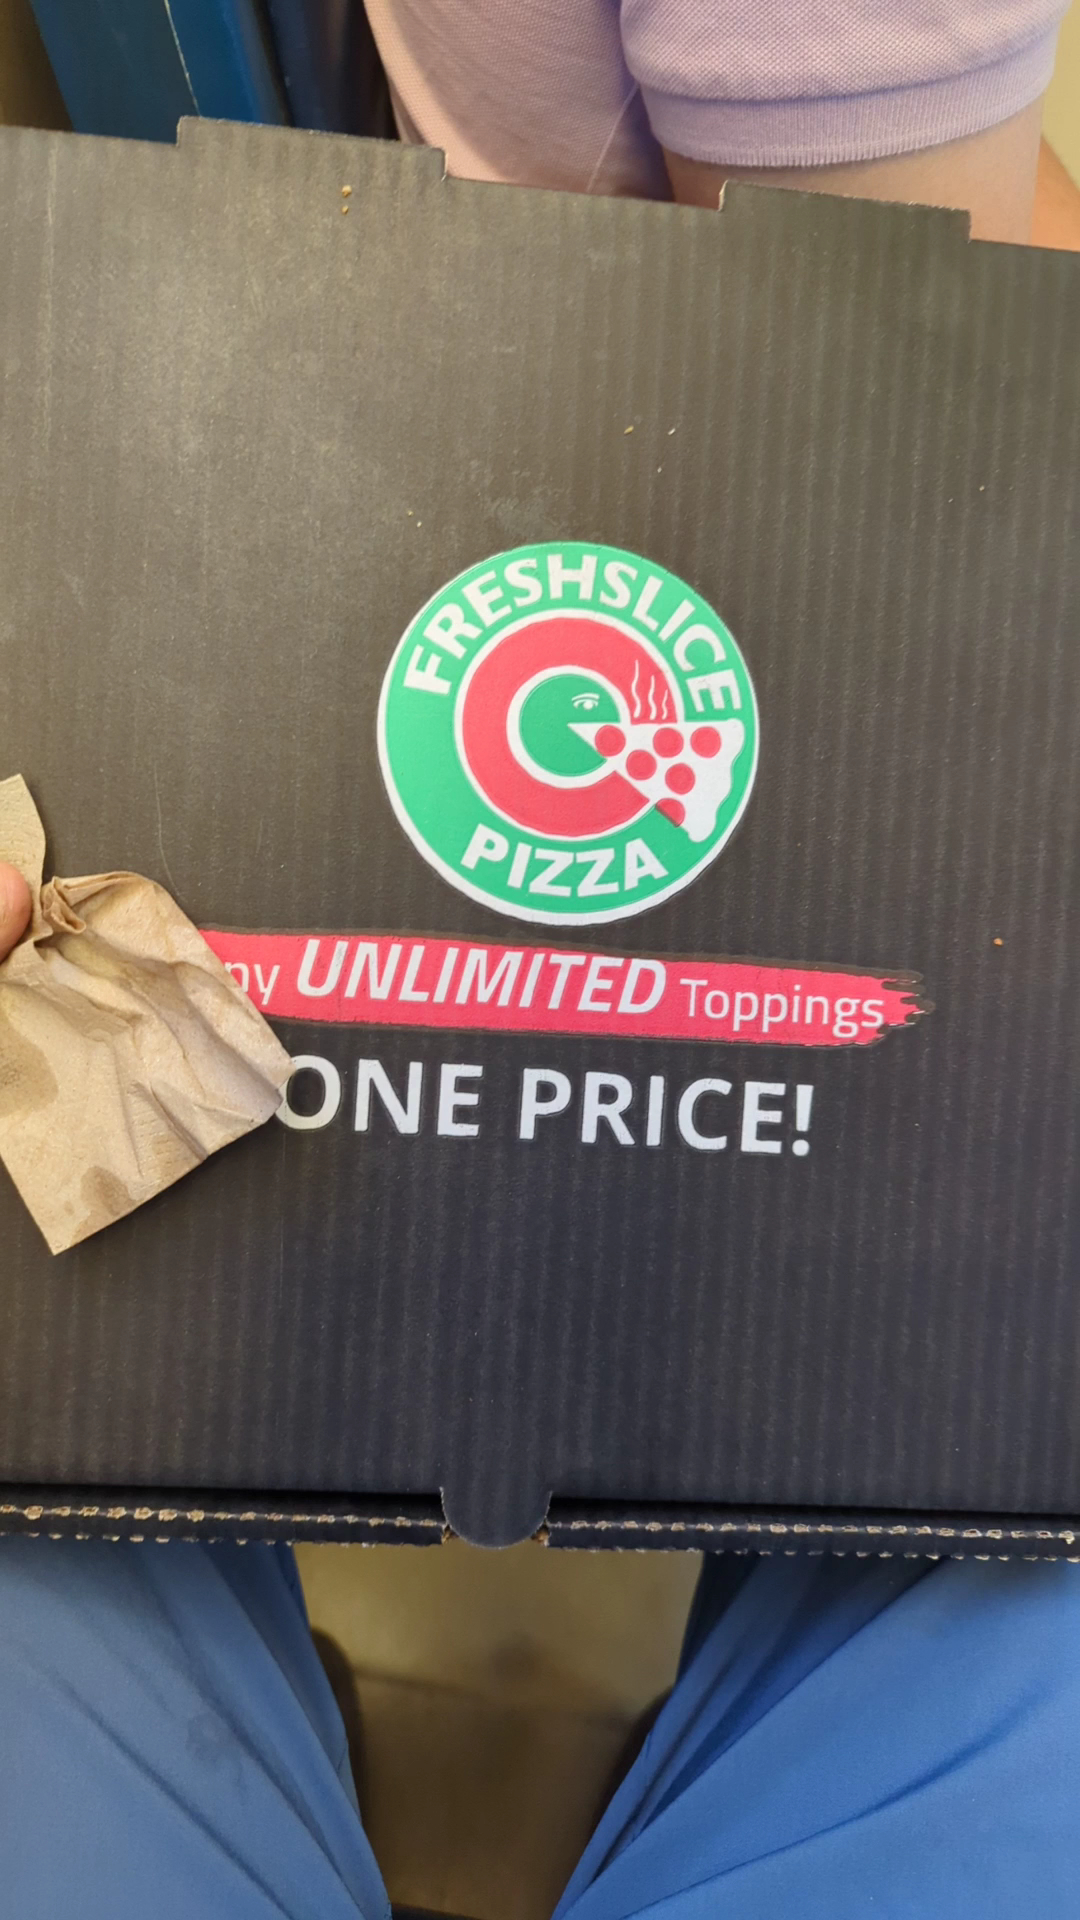 FRESHSLICE
PIZZA
UNLIMITED Toppings
ONE PRICE!